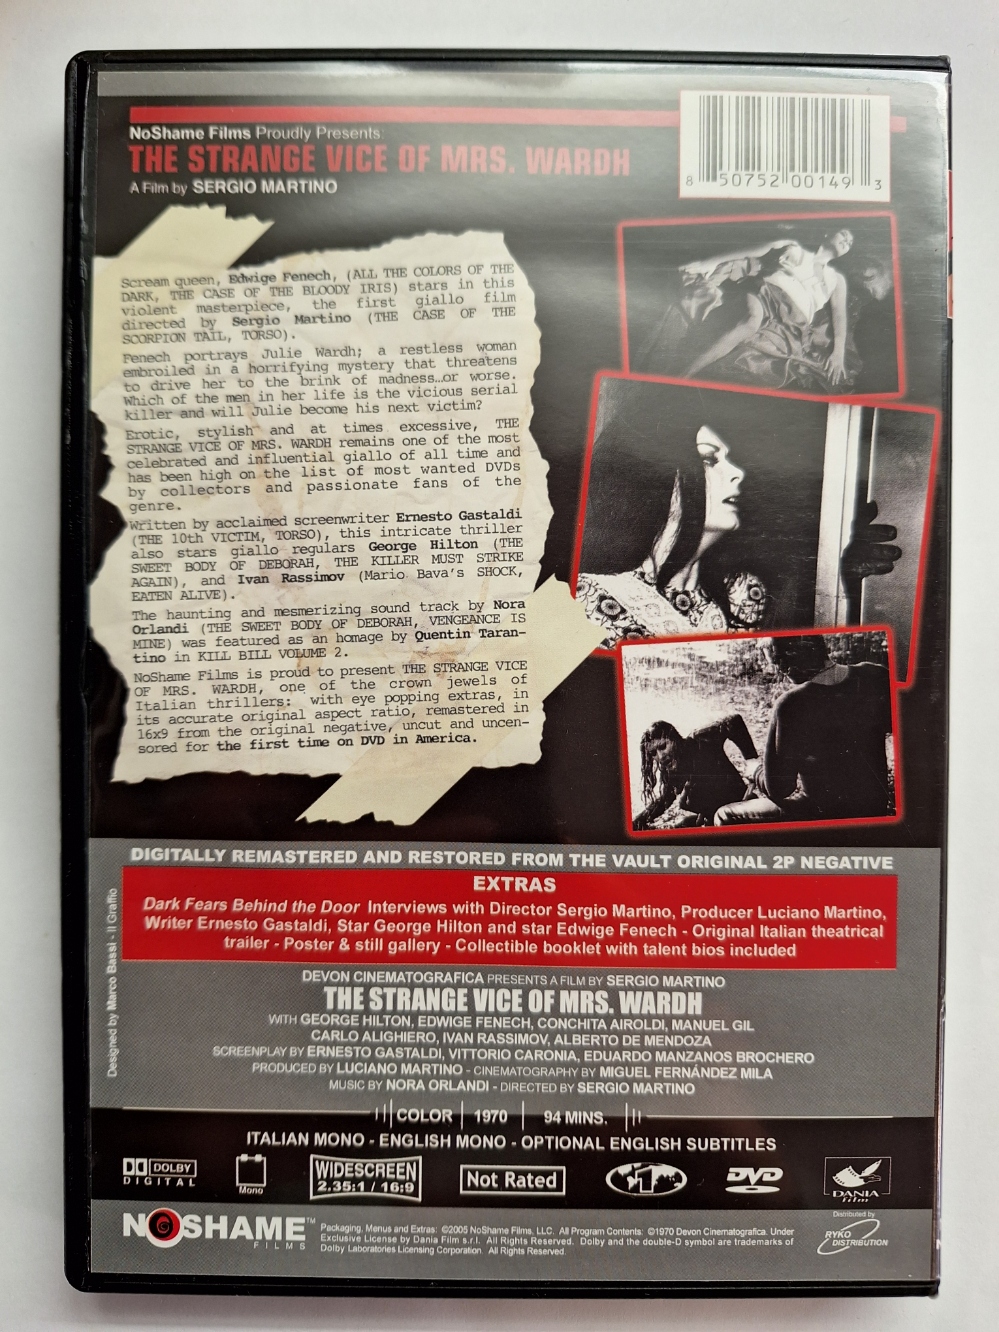 NoShame Films Proudly Presents:
THE STRANGE VICE OF MRS. WARDH
A Film by SERGIO MARTINO
8 50752 00149 3
Scream queen, Edwige Fenech, (ALL THE COLORS OF THE
DARK, THE CASE OF THE BLOODY IRIS) stars in this
violent masterpiece, the first giallo film
directed by Sergio Martino (THE CASE OF THE
SCORPION TAIL, TORSO).
Fenech portrays Julie Wardh; a restless woman
embroiled in a horrifying mystery that threatens
to drive her to the brink of madness...or worse.
Which of the men in her life is the vicious serial
killer and will Julie become his next victim?
Erotic, stylish and at times excessive, THE
STRANGE VICE OF MRS. WARDH remains one of the most
celebrated and influential giallo of all time and
has been high on the list of most wanted DVDs
by collectors and passionate fans of the
genre.
Written by acclaimed screenwriter Ernesto Gastaldi
(THE 10th VICTIM, TORSO), this intricate thriller
also stars giallo regulars George Hilton (THE
SWEET BODY OF DEBORAH, THE KILLER MUST STRIKE
AGAIN), and Ivan Rassimov (Mario Bava's SHOCK,
EATEN ALIVE).
The haunting and mesmerizing sound track by Nora
Orlandi (THE SWEET BODY OF DEBORAH, VENGEANCE IS
MINE) was featured as an homage by Quentin Taran-
tino in KILL BILL VOLUME 2.
NoShame Films is proud to present THE STRANGE VICE
OF MRS. WARDH, one of the crown jewels of
Italian thrillers: with eye popping extras, in
its accurate original aspect ratio, remastered in
16x9 from the original negative, uncut and uncen-
sored for the first time on DVD in America.
DIGITALLY REMASTERED AND RESTORED FROM THE VAULT ORIGINAL 2P NEGATIVE
EXTRAS
Dark Fears Behind the Door Interviews with Director Sergio Martino, Producer Luciano Martino,
Writer Ernesto Gastaldi, Star George Hilton and star Edwige Fenech - Original Italian theatrical
trailer - Poster & still gallery - Collectible booklet with talent bios included
Designed by Marco Bassi - Il Graffio
DEVON CINEMATOGRAFICA PRESENTS A FILM BY SERGIO MARTINO
THE STRANGE VICE OF MRS. WARDH
WITH GEORGE HILTON, EDWIGE FENECH, CONCHITA AIROLDI, MANUEL GIL
CARLO ALIGHIERO, IVAN RASSIMOV, ALBERTO DE MENDOZA
SCREENPLAY BY ERNESTO GASTALDI, VITTORIO CARONIA, EDUARDO MANZANOS BROCHERO
PRODUCED BY LUCIANO MARTINO - CINEMATOGRAPHY BY MIGUEL FERNÁNDEZ MILA
MUSIC BY NORA ORLANDI - DIRECTED BY SERGIO MARTINO
COLOR | 1970 | 94 MINS.
ITALIAN MONO - ENGLISH MONO - OPTIONAL ENGLISH SUBTITLES
DOLBY
DIGITAL
Mono
WIDESCREEN
2.35:1 / 16:9
Not Rated
1
DVD
DANIA
film
NOSHAME™
FILMS
Packaging, Menus and Extras: ©2005 NoShame Films, LLC. All Program Contents: ©1970 Devon Cinematografica. Under
Exclusive License by Dania Film s.r.l. All Rights Reserved. Dolby and the double-D symbol are trademarks of
Dolby Laboratories Licensing Corporation. All Rights Reserved.
Distributed by
RYKO
DISTRIBUTION